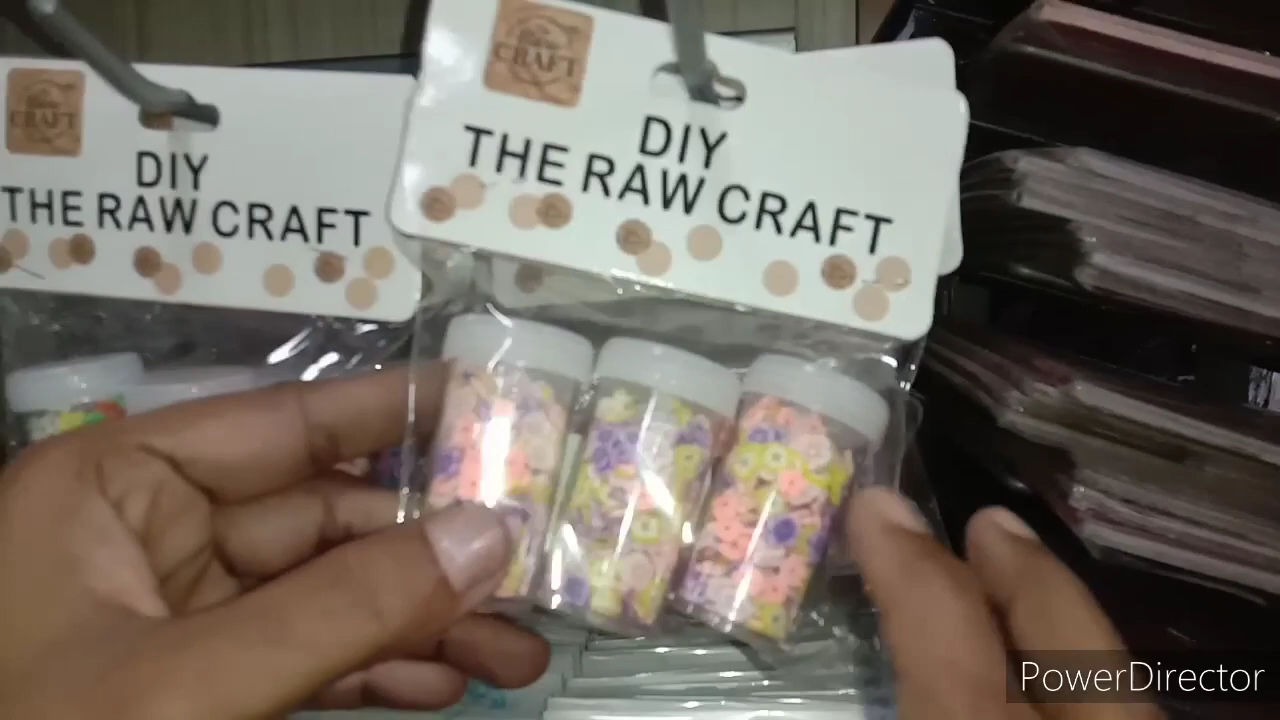 CRAFT
DIY
THE RAW CRAFT
CRAFT
DIY
THE RAW CRAFT
PowerDirector